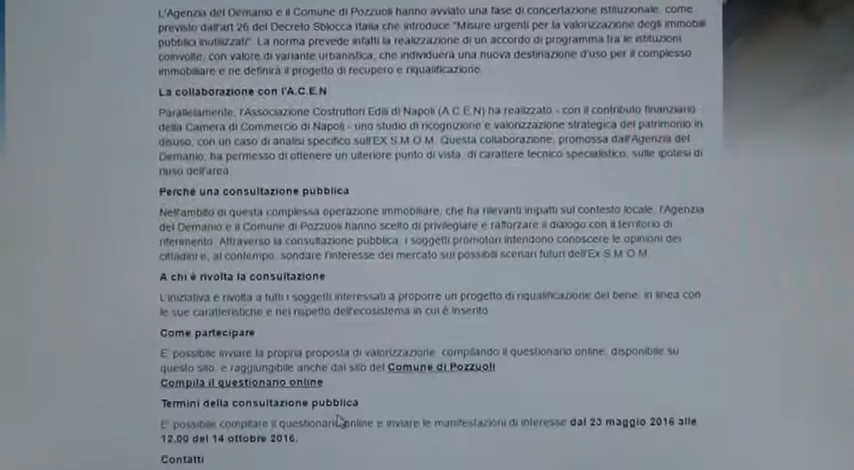 L'Agenzia del Demanio e il Comune di Pozzuoli hanno avviato una fase di concertazione istituzionale, come
previsto dall'art 26 del Decreto Sblocca Italia che introduce "Misure urgenti per la valorizzazione degli immobili
pubblici inutilizzati". La norma prevede infatti la realizzazione di un accordo di programma tra le istituzioni
coinvolte, con valore di variante urbanistica, che individuerà una nuova destinazione d'uso per il complesso
immobiliare e ne definirà il progetto di recupero e riqualificazione.
La collaborazione con l'A.C.E.N
Parallelamente, l'Associazione Costruttori Edili di Napoli (A.C.E.N) ha realizzato - con il contributo finanziario
della Camera di Commercio di Napoli - uno studio di ricognizione e valorizzazione strategica del patrimonio in
disuso, con un caso di analisi specifico sull'EX S.M.O.M. Questa collaborazione, promossa dall'Agenzia del
Demanio, ha permesso di ottenere un ulteriore punto di vista, di carattere tecnico specialistico, sulle ipotesi di
riuso dell'area.
Perché una consultazione pubblica
Nell'ambito di questa complessa operazione immobiliare, che ha rilevanti impatti sul contesto locale, l'Agenzia
del Demanio e il Comune di Pozzuoli hanno scelto di privilegiare e rafforzare il dialogo con il territorio di
riferimento. Attraverso la consultazione pubblica, i soggetti promotori intendono conoscere le opinioni dei
cittadini e, al contempo, sondare l'interesse del mercato sui possibili scenari futuri dell'Ex S.M.O.M.
A chi è rivolta la consultazione
L'iniziativa è rivolta a tutti i soggetti interessati a proporre un progetto di riqualificazione del bene, in linea con
le sue caratteristiche e nel rispetto dell'ecosistema in cui è inserito.
Come partecipare
E' possibile inviare la propria proposta di valorizzazione, compilando il questionario online, disponibile su
questo sito, e raggiungibile anche dal sito del Comune di Pozzuoli
Compila il questionario online
Termini della consultazione pubblica
E' possibile compilare il questionario online e inviare le manifestazioni di interesse dal 23 maggio 2016 alle
12.00 del 14 ottobre 2016.
Contatti